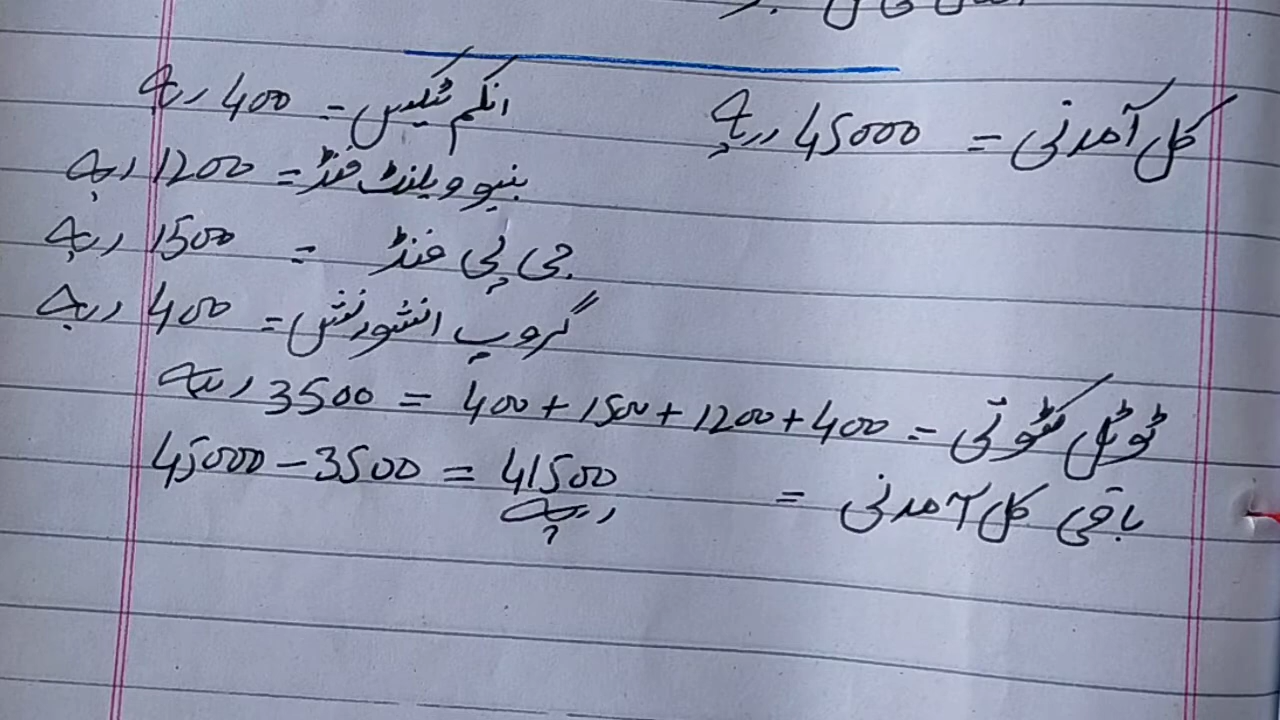 کل آمدنی = 45000 روپے
انکم ٹیکس = 400 روپے
بنیوویلنٹ فنڈ = 1200 روپے
جی پی فنڈ = 1500 روپے
گروپ انشورنش = 400 روپے
ٹوٹل کٹوتی = 400 + 1200 + 1500 + 400 = 3500 روپے
باقی کل آمدنی = 45000 - 3500 = 41500 روپے